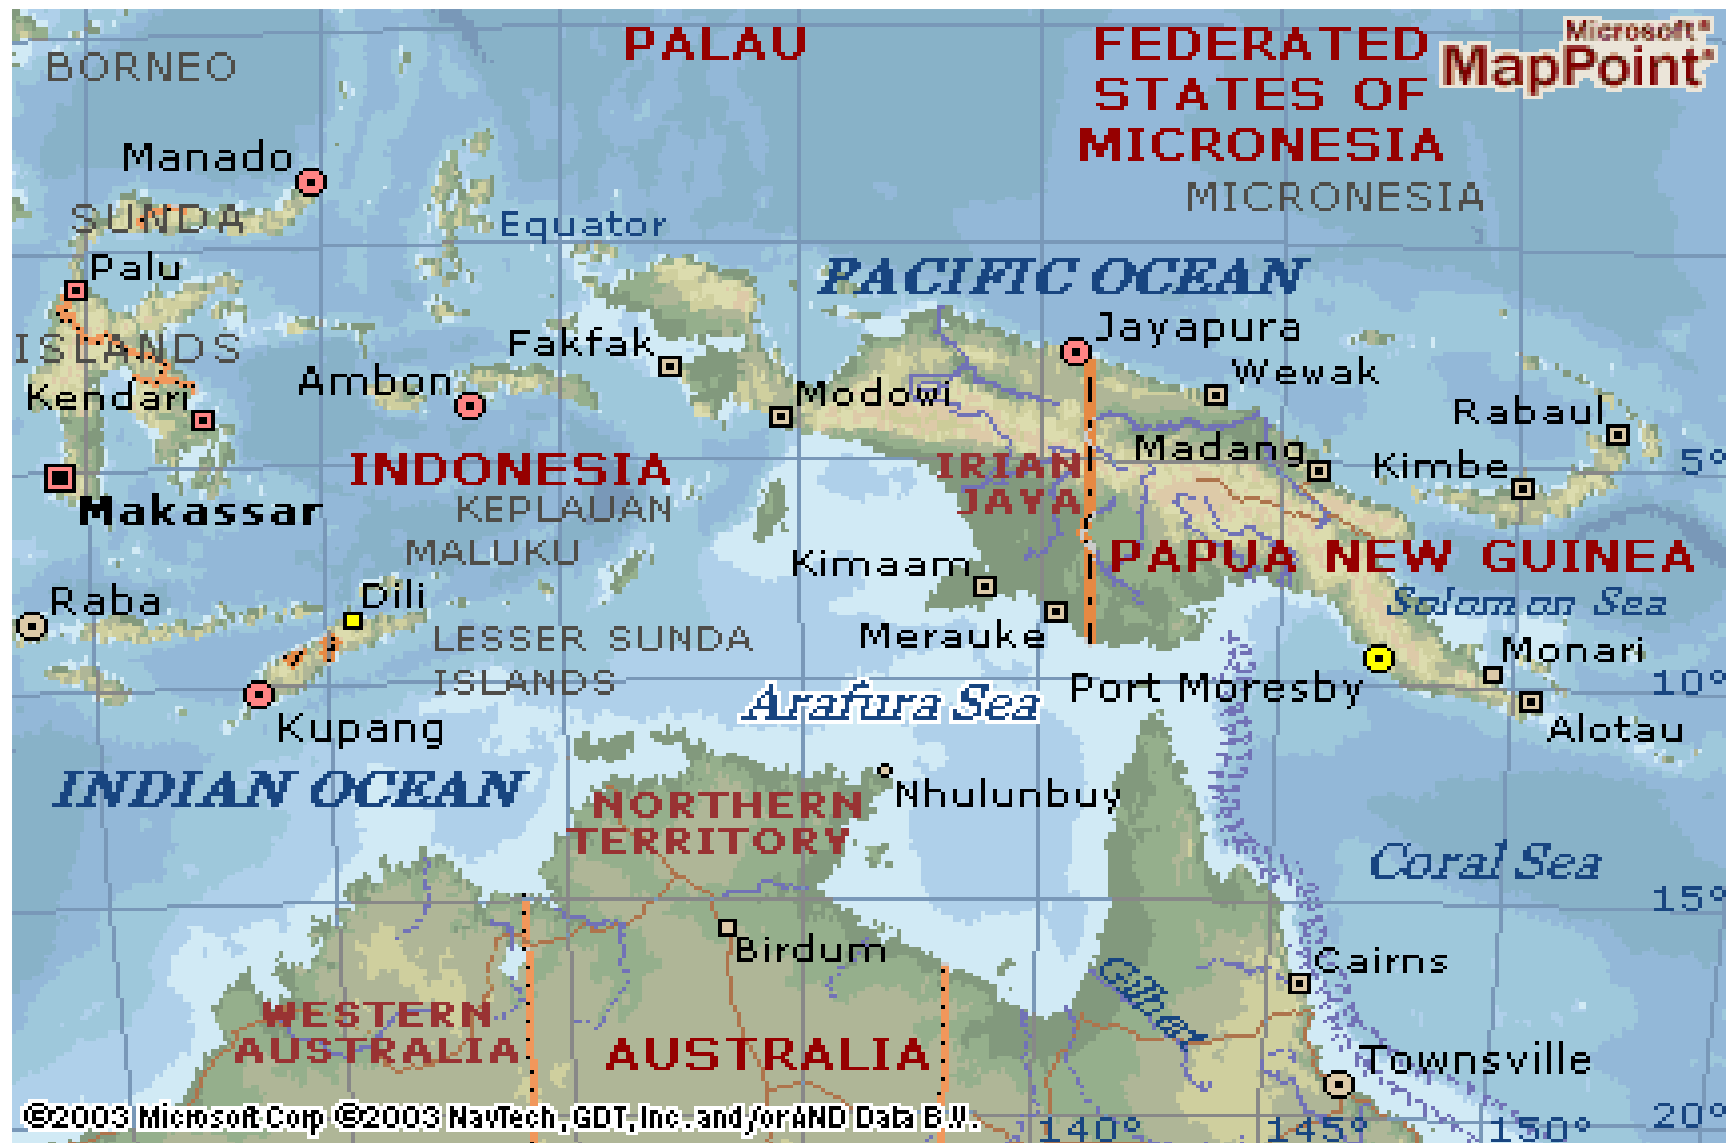 PALAU
FEDERATED
STATES OF
MICRONESIA
Microsoft®
MapPoint®
BORNEO
Manado
MICRONESIA
SUNDA
Equator
Palu
PACIFIC OCEAN
ISLANDS
Fakfak
Jayapura
Ambon
Wewak
Kendari
Modowi
Rabaul
Madang
INDONESIA
IRIAN
JAYA
Kimbe
5°
Makassar
KEPLAUAN
MALUKU
PAPUA NEW GUINEA
Kimaam
Raba
Dili
Solomon Sea
Merauke
LESSER SUNDA
ISLANDS
Monari
Port Moresby
10°
Arafura Sea
Kupang
Alotau
INDIAN OCEAN
Nhulunbuy
NORTHERN
TERRITORY
Coral Sea
15°
Birdum
Cairns
Gilbert
WESTERN
AUSTRALIA
AUSTRALIA
Townsville
©2003 Microsoft Corp ©2003 NavTech, GDT, Inc. and/or AND Data B.V.
140°
145°
150°
20°